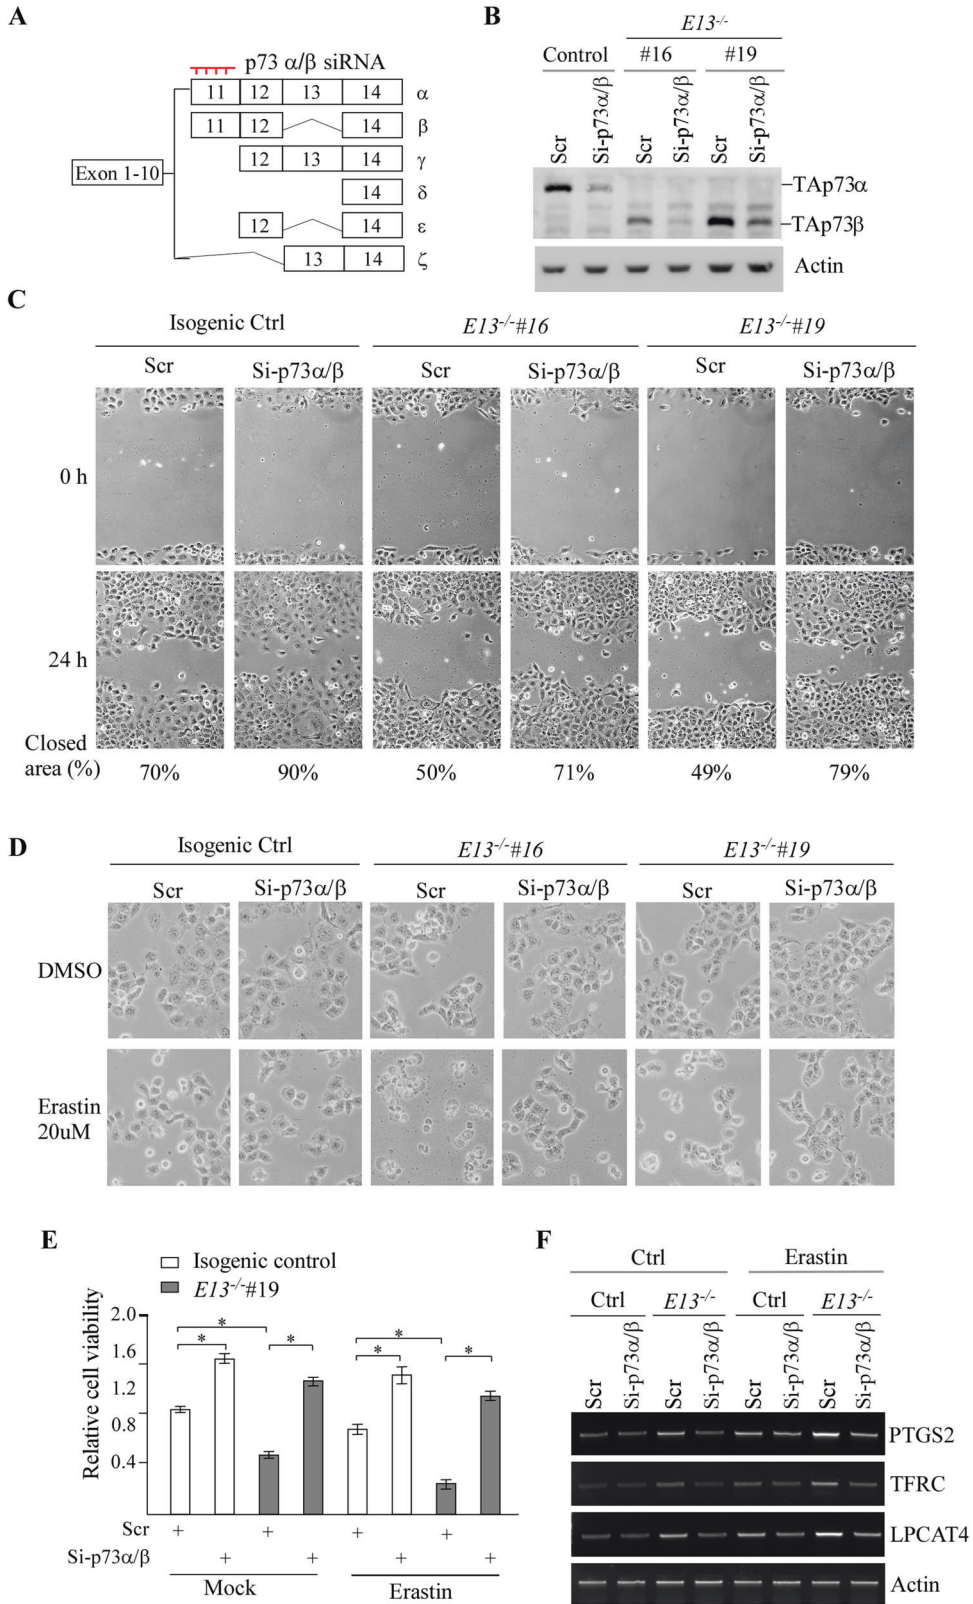 A
p73 α/β siRNA
Exon 1-10
11 12 13 14 α
11 12 14 β
12 13 14 γ
14 δ
12 14 ε
13 14 ζ
B
E13-/-
Control #16 #19
Scr Si-p73α/β Scr Si-p73α/β Scr Si-p73α/β
TAp73α
TAp73β
Actin
C
Isogenic Ctrl E13-/-#16 E13-/-#19
Scr Si-p73α/β Scr Si-p73α/β Scr Si-p73α/β
0 h
24 h
Closed
area (%) 70% 90% 50% 71% 49% 79%
D
Isogenic Ctrl E13-/-#16 E13-/-#19
Scr Si-p73α/β Scr Si-p73α/β Scr Si-p73α/β
DMSO
Erastin
20uM
E
Isogenic control
E13-/-#19
Relative cell viability
2.0
1.6
1.2
0.8
0.4
* * * * * *
Scr + + + +
Si-p73α/β + + + +
Mock Erastin
F
Ctrl Erastin
Ctrl E13-/- Ctrl E13-/-
Scr Si-p73α/β Scr Si-p73α/β Scr Si-p73α/β Scr Si-p73α/β
PTGS2
TFRC
LPCAT4
Actin